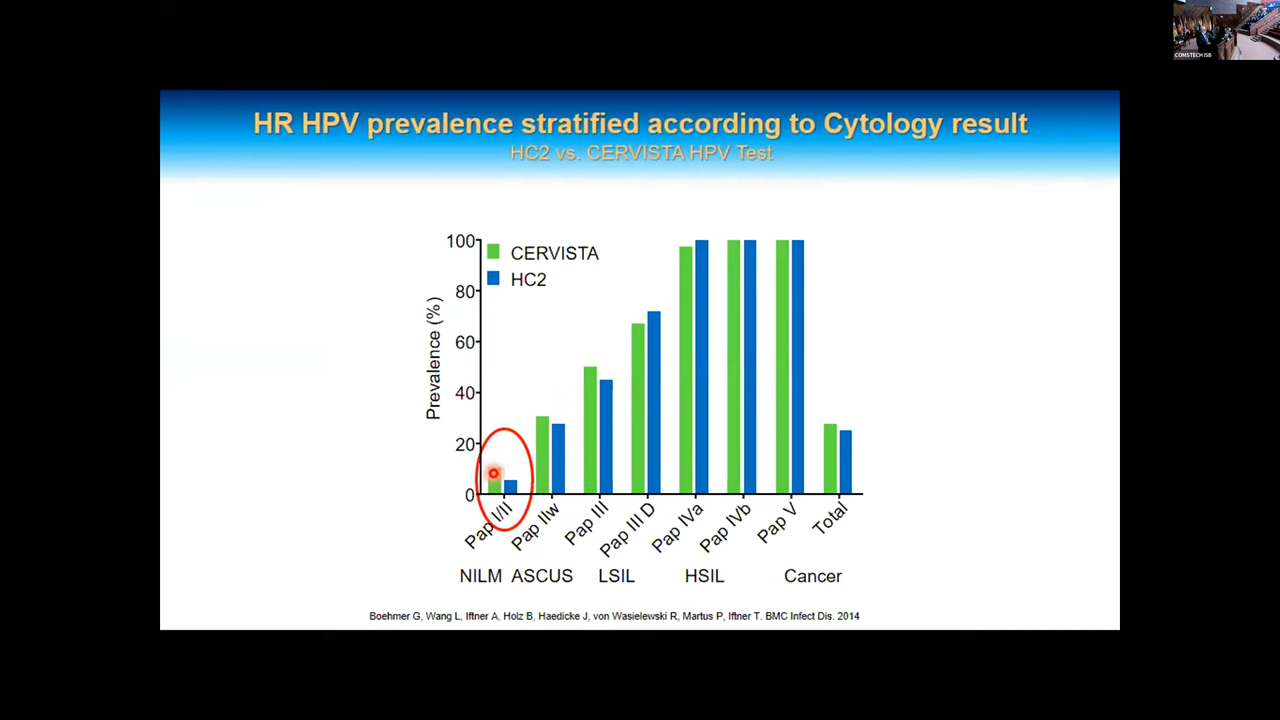 COMSTECH ISB
HR HPV prevalence stratified according to Cytology result
HC2 vs. CERVISTA HPV Test
CERVISTA
HC2
Prevalence (%)
100
80
60
40
20
0
Pap I/II
Pap IIw
Pap III
Pap III D
Pap IVa
Pap IVb
Pap V
Total
NILM ASCUS LSIL HSIL Cancer
Boehmer G, Wang L, Iftner A, Holz B, Haedicke J, von Wasielewski R, Martus P, Iftner T. BMC Infect Dis. 2014